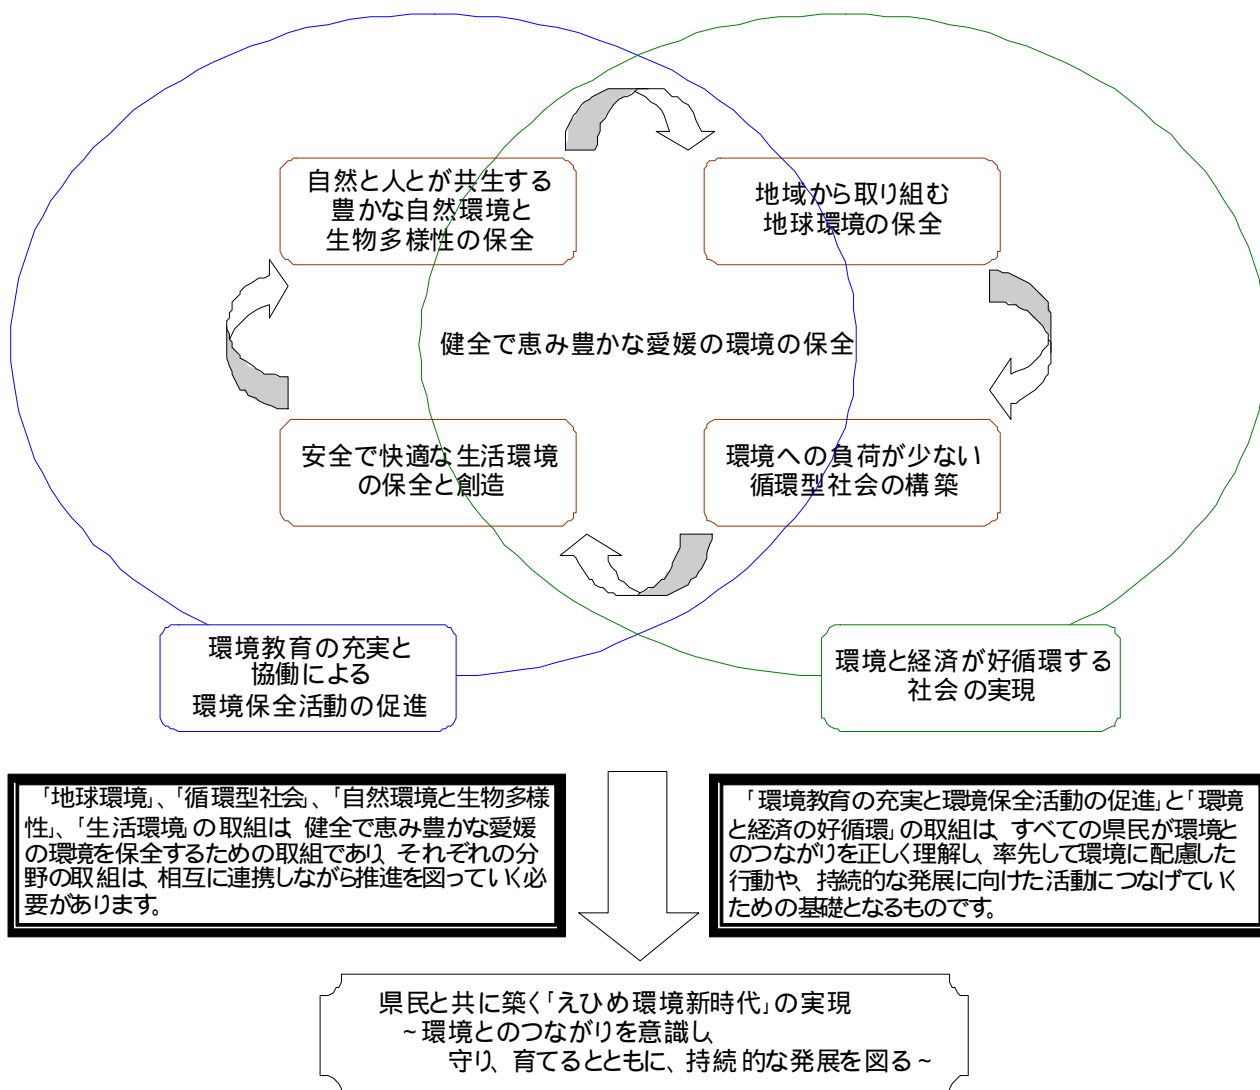 自然と人とが共生する
豊かな自然環境と
生物多様性の保全
地域から取り組む
地球環境の保全
健全で恵み豊かな愛媛の環境の保全
安全で快適な生活環境
の保全と創造
環境への負荷が少ない
循環型社会の構築
環境教育の充実と
協働による
環境保全活動の促進
環境と経済が好循環する
社会の実現
「地球環境」、「循環型社会」、「自然環境と生物多様
性」、「生活環境」の取組は、健全で恵み豊かな愛媛
の環境を保全するための取組であり、それぞれの分
野の取組は、相互に連携しながら推進を図っていく必
要があります。
「環境教育の充実と環境保全活動の促進」と「環境
と経済の好循環」の取組は、すべての県民が環境と
のつながりを正しく理解し、率先して環境に配慮した
行動や、持続的な発展に向けた活動につなげていく
ための基礎となるものです。
県民と共に築く「えひめ環境新時代」の実現
~環境とのつながりを意識し、
守り、育てるとともに、持続的な発展を図る~